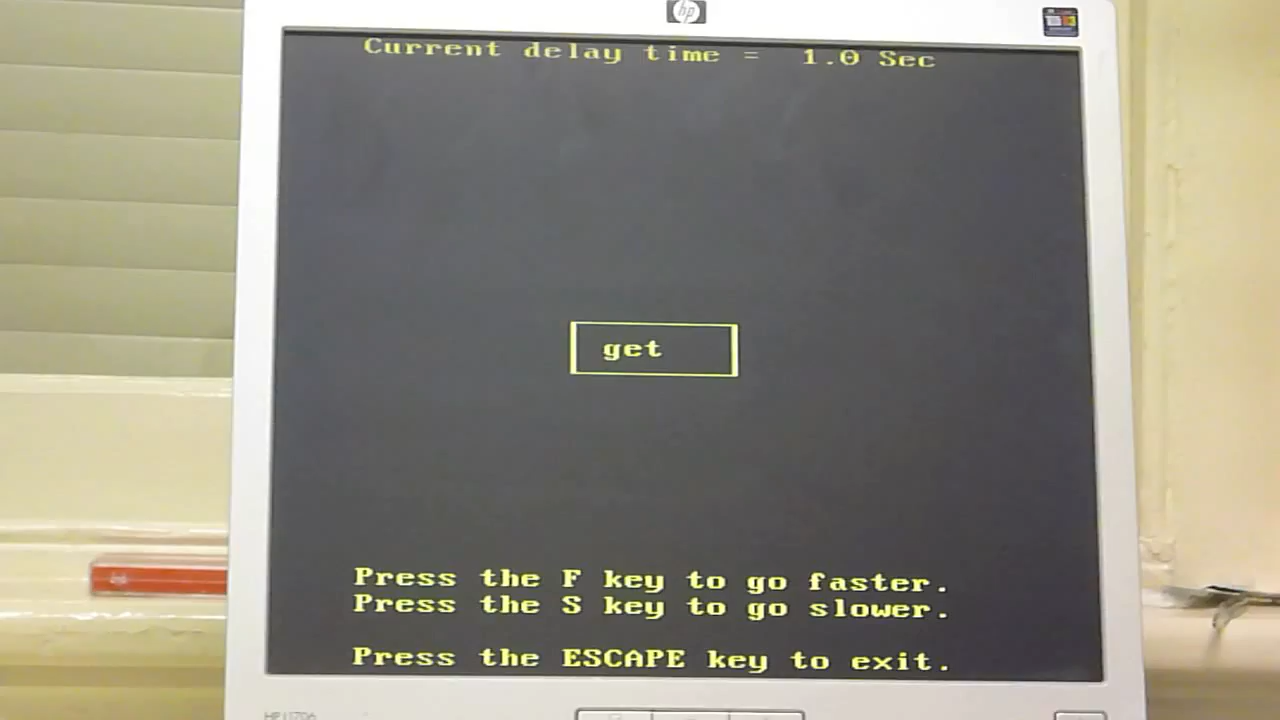 hp
Current delay time = 1.0 Sec
get
Press the F key to go faster.
Press the S key to go slower.
Press the ESCAPE key to exit.